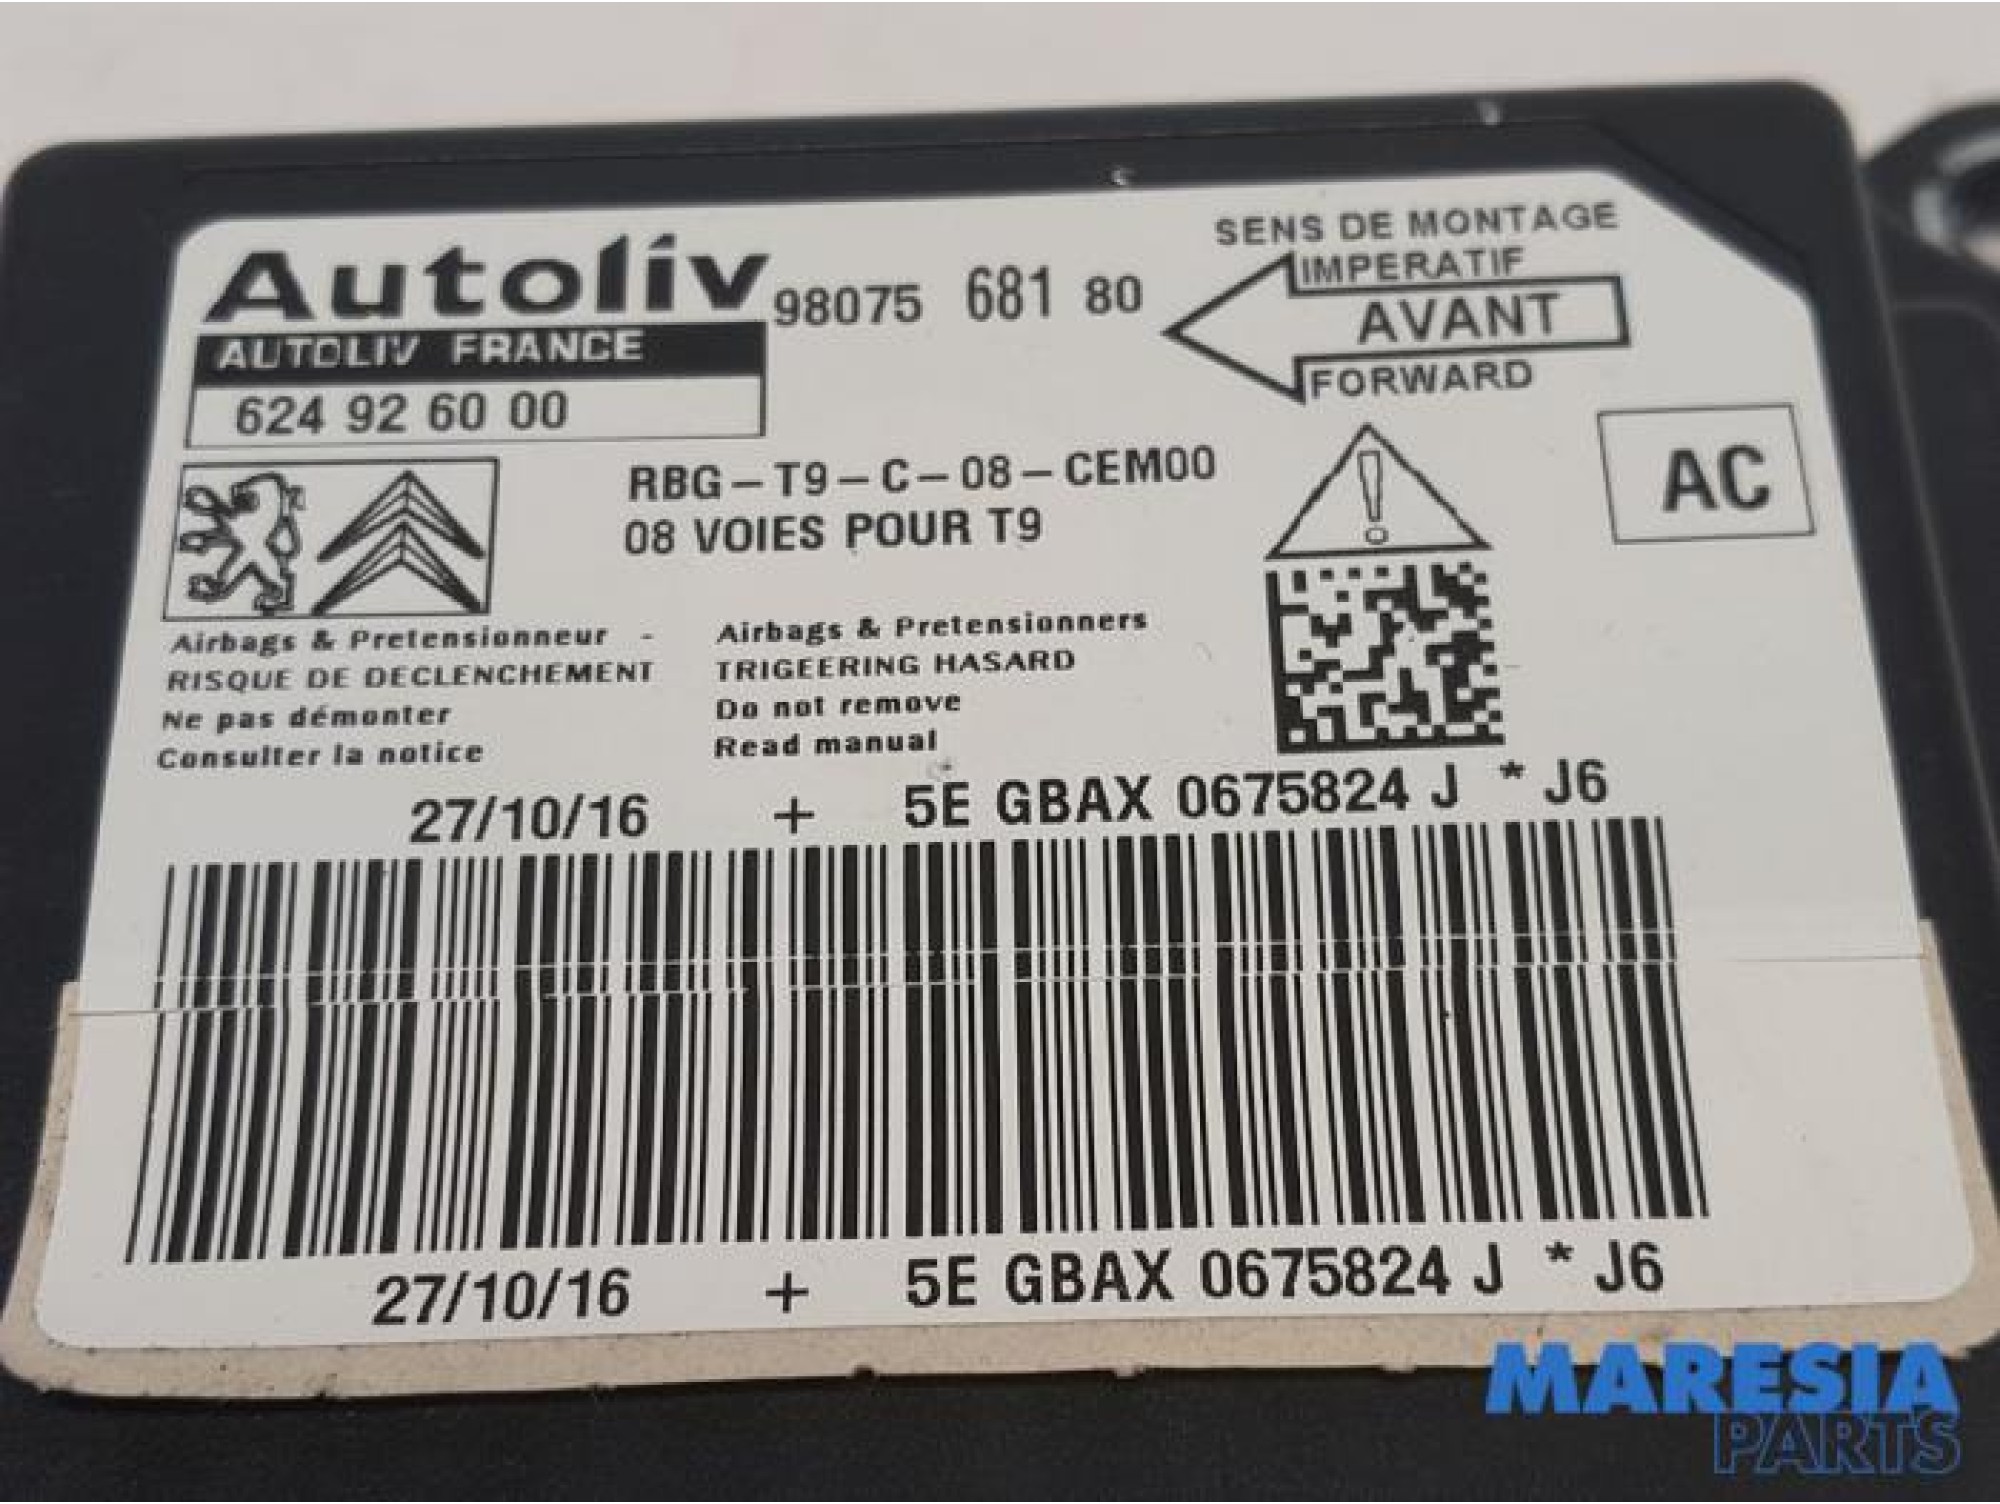 Autoliv 98075 681 80
AUTOLIV FRANCE
624 92 60 00
SENS DE MONTAGE
IMPERATIF
AVANT
FORWARD
AC
RBG-T9-C-08-CEM00
08 VOIES POUR T9
Airbags & Pretensionneur -
RISQUE DE DECLENCHEMENT
Ne pas démonter
Consulter la notice
Airbags & Pretensionners
TRIGEERING HASARD
Do not remove
Read manual
27/10/16 + 5E GBAX 0675824 J * J6
27/10/16 + 5E GBAX 0675824 J * J6
MARESIA
PARTS